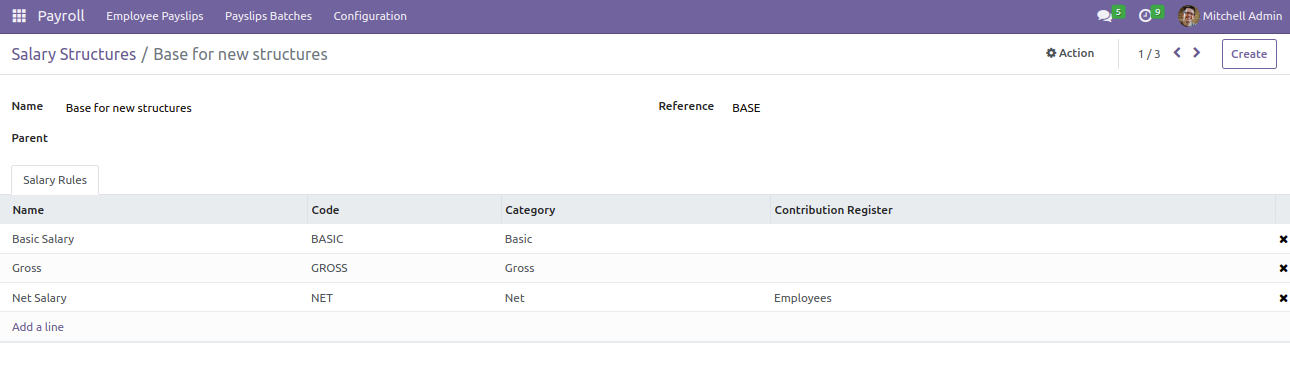 Payroll Employee Payslips Payslips Batches Configuration 5 9 Mitchell Admin
Salary Structures / Base for new structures Action 1 / 3 Create
Name Base for new structures Reference BASE
Parent
Salary Rules
Name Code Category Contribution Register
Basic Salary BASIC Basic
Gross GROSS Gross
Net Salary NET Net Employees
Add a line